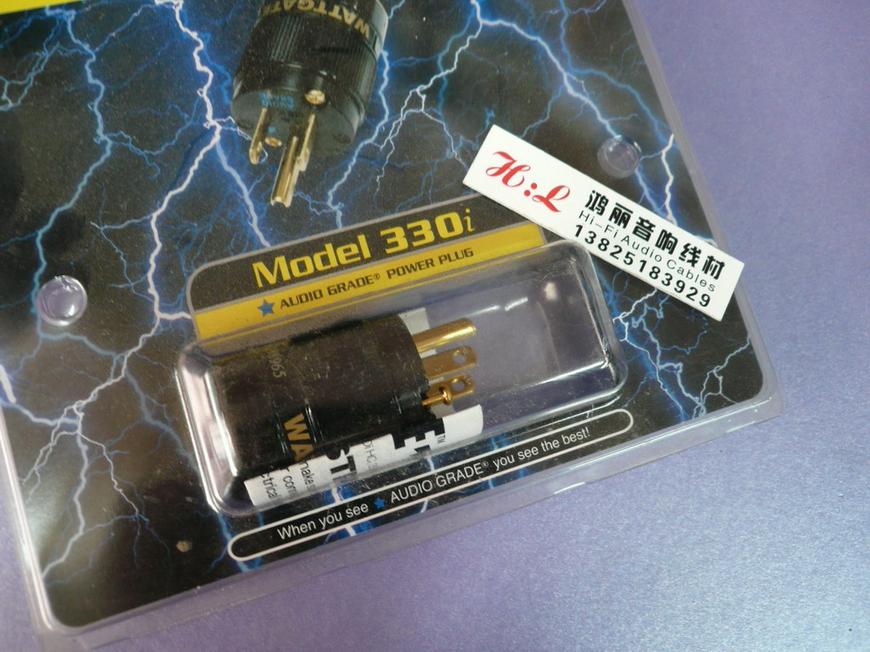 WATTGATE
H:L
鸿丽音响线材
Hi-Fi Audio Cables
13825183929
Model 330i
AUDIO GRADE® POWER PLUG
WA
When you see ★ AUDIO GRADE® you see the best!